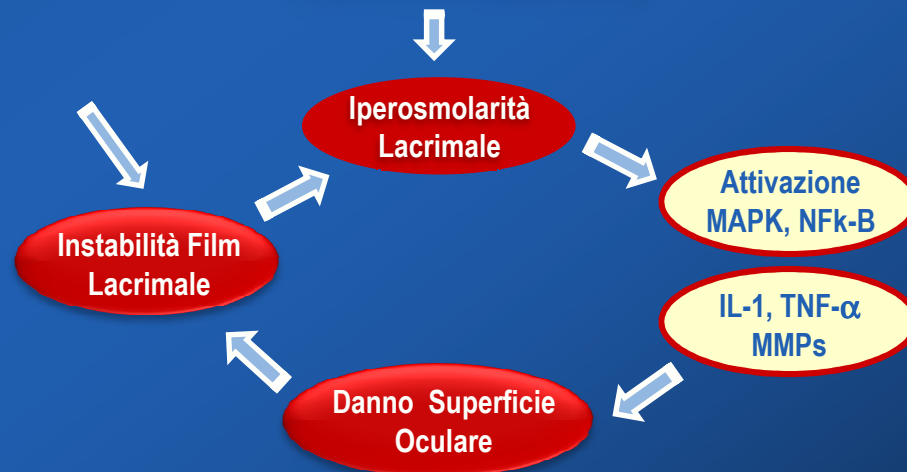 Iperosmolarità
Lacrimale
Attivazione
MAPK, NFk-B
Instabilità Film
Lacrimale
IL-1, TNF-α
MMPs
Danno Superficie
Oculare